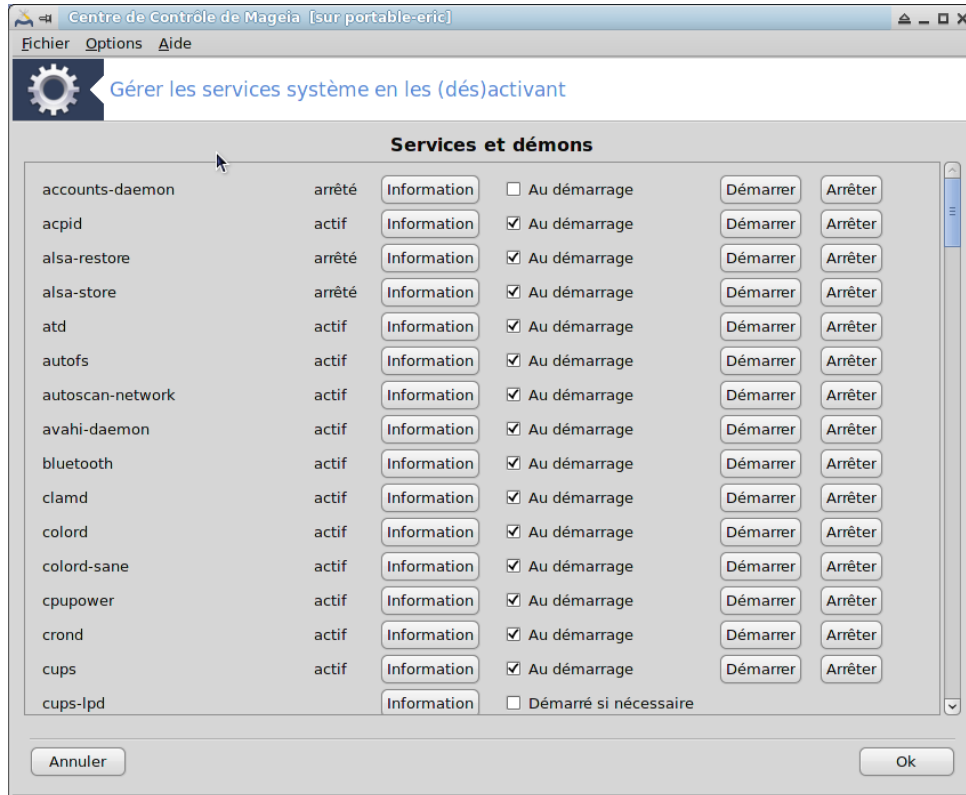 Centre de Contrôle de Mageia [sur portable-eric]
Fichier Options Aide
Gérer les services système en les (dés)activant
Services et démons
accounts-daemon arrêté Information Au démarrage Démarrer Arrêter
acpid actif Information Au démarrage Démarrer Arrêter
alsa-restore arrêté Information Au démarrage Démarrer Arrêter
alsa-store arrêté Information Au démarrage Démarrer Arrêter
atd actif Information Au démarrage Démarrer Arrêter
autofs actif Information Au démarrage Démarrer Arrêter
autoscan-network actif Information Au démarrage Démarrer Arrêter
avahi-daemon actif Information Au démarrage Démarrer Arrêter
bluetooth actif Information Au démarrage Démarrer Arrêter
clamd actif Information Au démarrage Démarrer Arrêter
colord actif Information Au démarrage Démarrer Arrêter
colord-sane actif Information Au démarrage Démarrer Arrêter
cpupower actif Information Au démarrage Démarrer Arrêter
crond actif Information Au démarrage Démarrer Arrêter
cups actif Information Au démarrage Démarrer Arrêter
cups-lpd Information Démarré si nécessaire
Annuler Ok